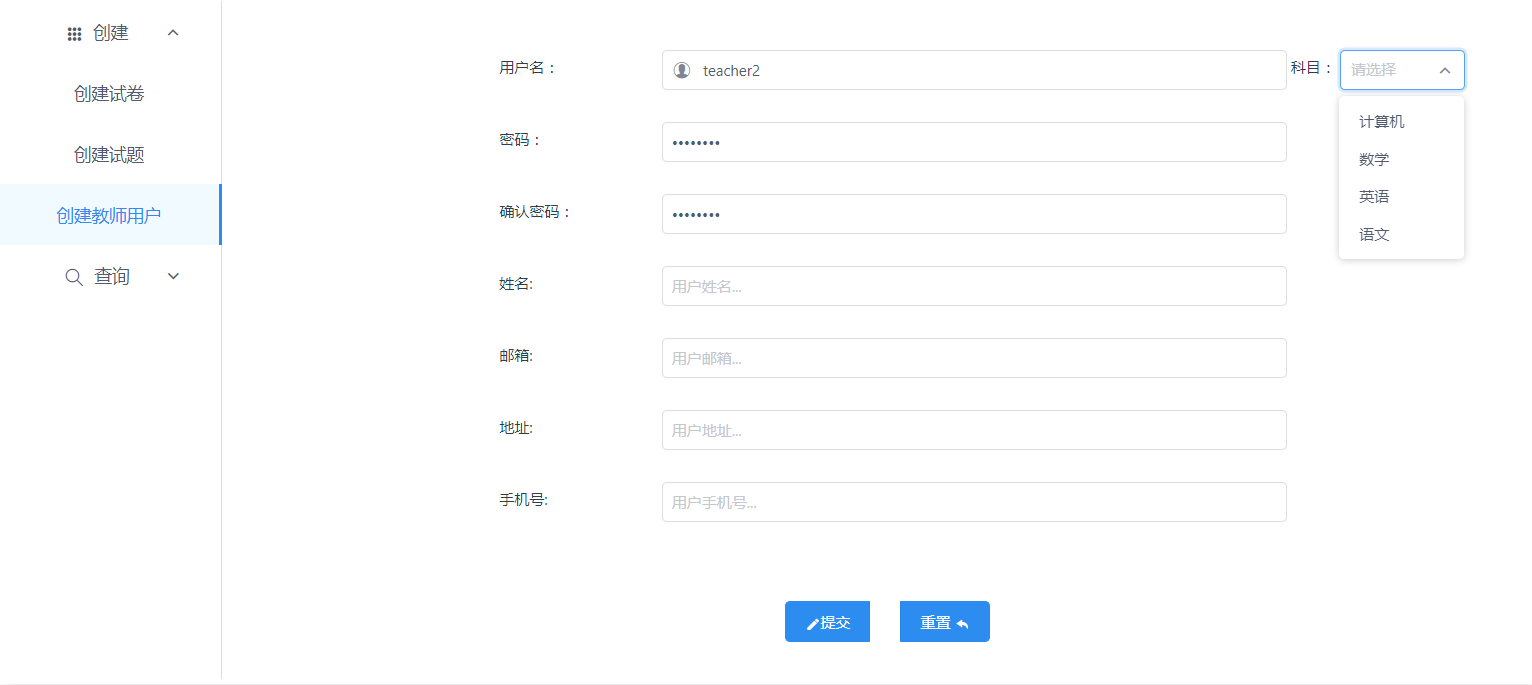 创建
创建试卷
创建试题
创建教师用户
查询
用户名： teacher2 科目： 请选择
计算机
数学
英语
语文
密码： ••••••••
确认密码： ••••••••
姓名: 用户姓名...
邮箱: 用户邮箱...
地址: 用户地址...
手机号: 用户手机号...
提交 重置